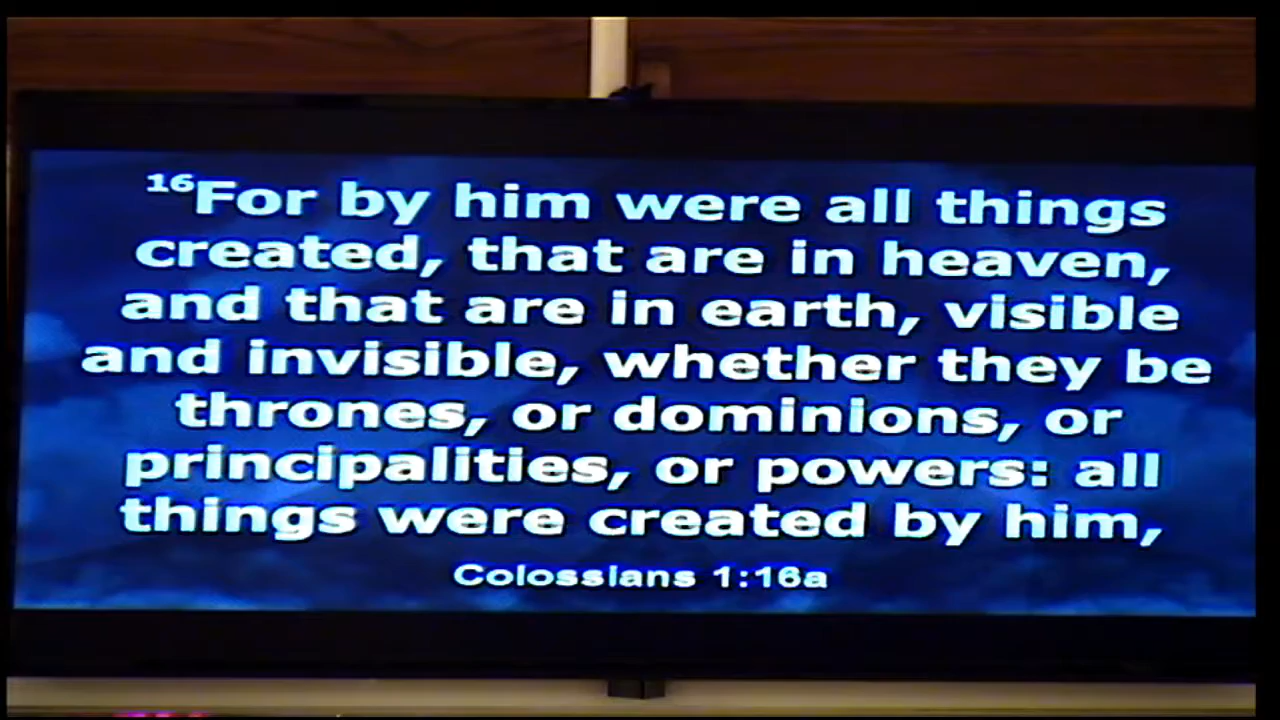 16For by him were all things
created, that are in heaven,
and that are in earth, visible
and invisible, whether they be
thrones, or dominions, or
principalities, or powers: all
things were created by him,
Colossians 1:16a